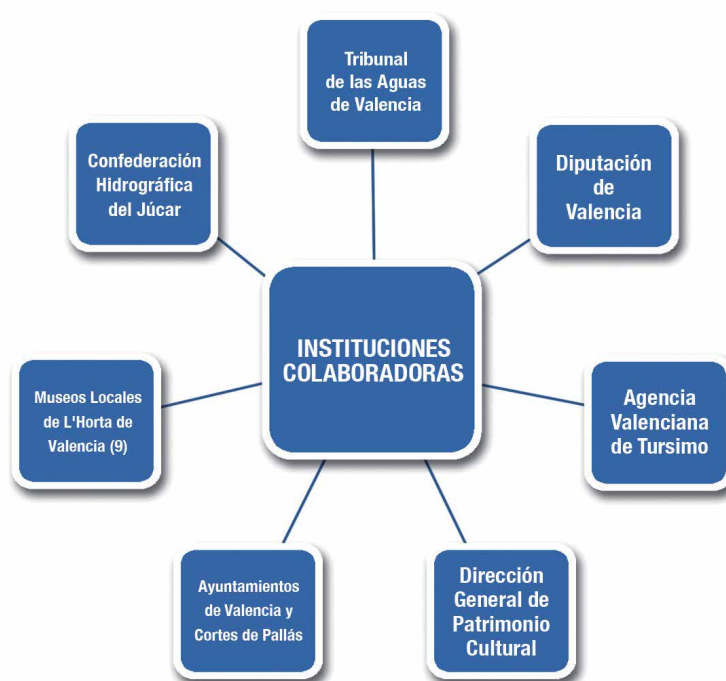 Tribunal
de las Aguas
de Valencia
Confederación
Hidrográfica
del Júcar
Diputación
de
Valencia
INSTITUCIONES
COLABORADORAS
Museos Locales
de L'Horta de
Valencia (9)
Agencia
Valenciana
de Tursimo
Ayuntamientos
de Valencia y
Cortes de Pallás
Dirección
General de
Patrimonio
Cultural